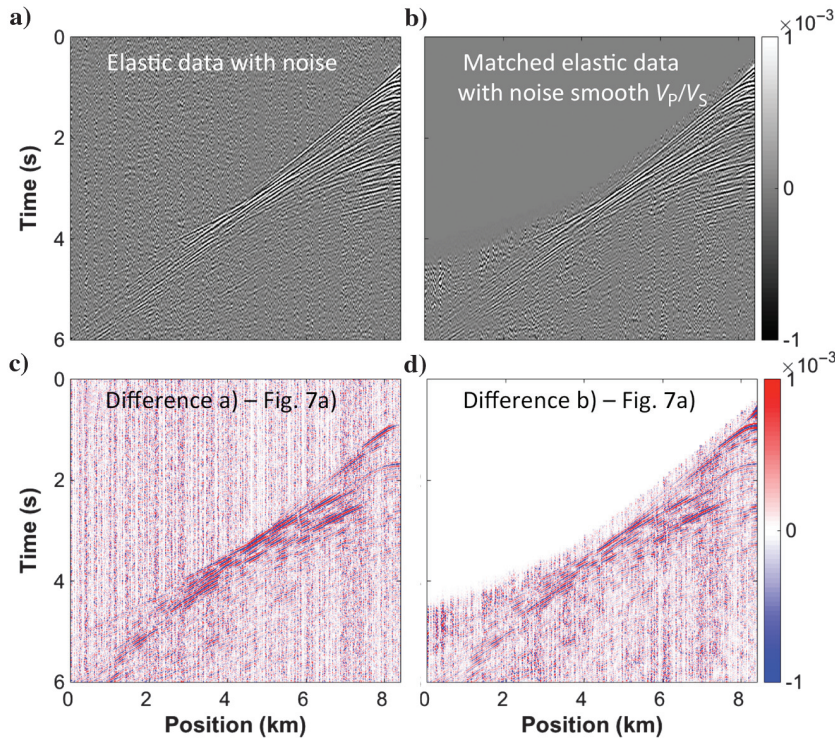 a)
b)
Elastic data with noise
Matched elastic data
with noise smooth VP/VS
×10⁻³
1
0
-1
0
2
4
6
Time (s)
c)
d)
Difference a) – Fig. 7a)
Difference b) – Fig. 7a)
×10⁻³
1
0
-1
0
2
4
6
Time (s)
0
2
4
6
8
0
2
4
6
8
Position (km)
Position (km)